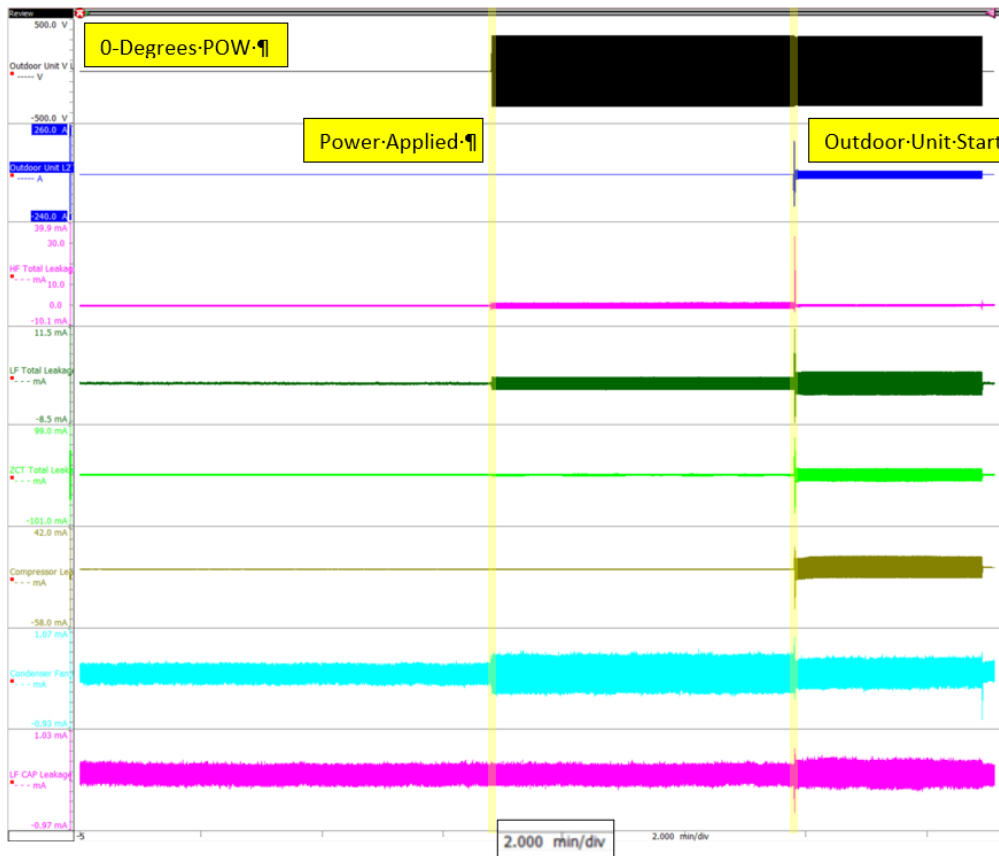 Review
500.0 V
0-Degrees·POW·¶
Outdoor Unit V L
----- V
-500.0 V
Power·Applied·¶
Outdoor·Unit·Start
260.0 A
Outdoor Unit L2
----- A
-240.0 A
39.9 mA
30.0
HF Total Leakag
- - - mA
10.0
0.0
-10.1 mA
11.5 mA
LF Total Leakag
- - - mA
-8.5 mA
99.0 mA
ZCT Total Leak
- - - mA
-101.0 mA
42.0 mA
Compressor Le
- - - mA
-58.0 mA
1.07 mA
Condenser Fan
- - - mA
-0.93 mA
1.03 mA
LF CAP Leakage
- - - mA
-0.97 mA
-5
2.000 min/div
2.000 min/div